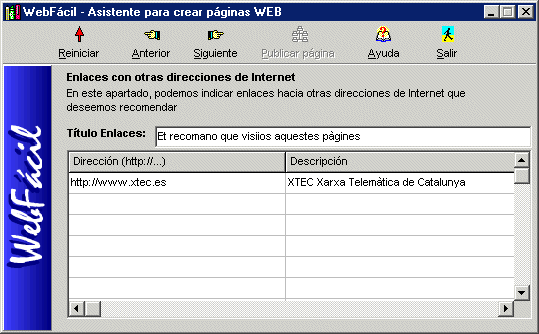 WebFácil - Asistente para crear páginas WEB
Reiniciar Anterior Siguiente Publicar página Ayuda Salir
Enlaces con otras direcciones de Internet
En este apartado, podemos indicar enlaces hacia otras direcciones de Internet que
deseemos recomendar
Título Enlaces: Et recomano que visiios aquestes pàgines
Dirección (http://...) Descripción
http://www.xtec.es XTEC Xarxa Telemàtica de Catalunya
WebFácil